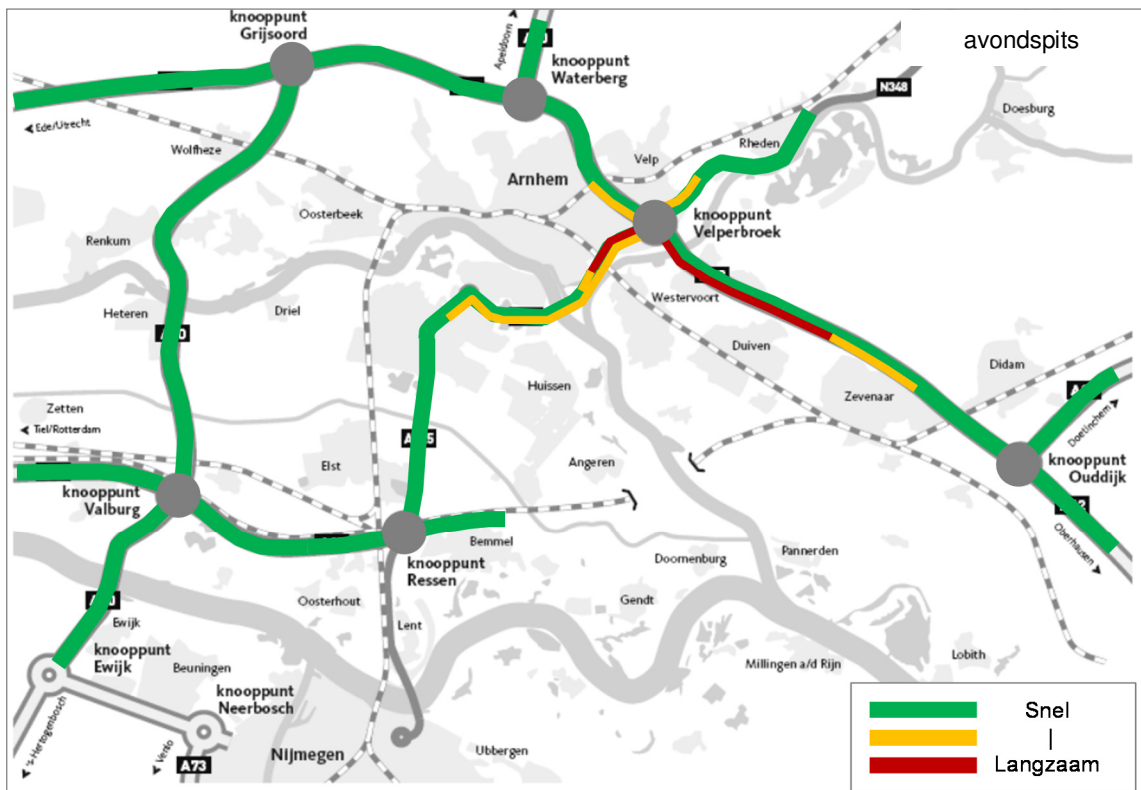 knooppunt
Grijsoord
Apeldoorn
knooppunt
Waterberg
avondspits
N348
Doesburg
Ede/Utrecht
Wolfheze
Velp
Rheden
Arnhem
Oosterbeek
knooppunt
Velperbroek
Renkum
Heteren
Driel
Westervoort
Duiven
Didam
Huissen
Zevenaar
Zetten
Tiel/Rotterdam
Doetinchem
Elst
Angeren
knooppunt
Valburg
knooppunt
Ouddijk
Bemmel
knooppunt
Ressen
Oberhausen
Doornenburg
Pannerden
Oosterhout
Gendt
Ewijk
Lent
knooppunt
Ewijk
Beuningen
Millingen a/d Rijn
Lobith
knooppunt
Neerbosch
's-Hertogenbosch
Venlo
A73
Nijmegen
Ubbergen
Snel
|
Langzaam